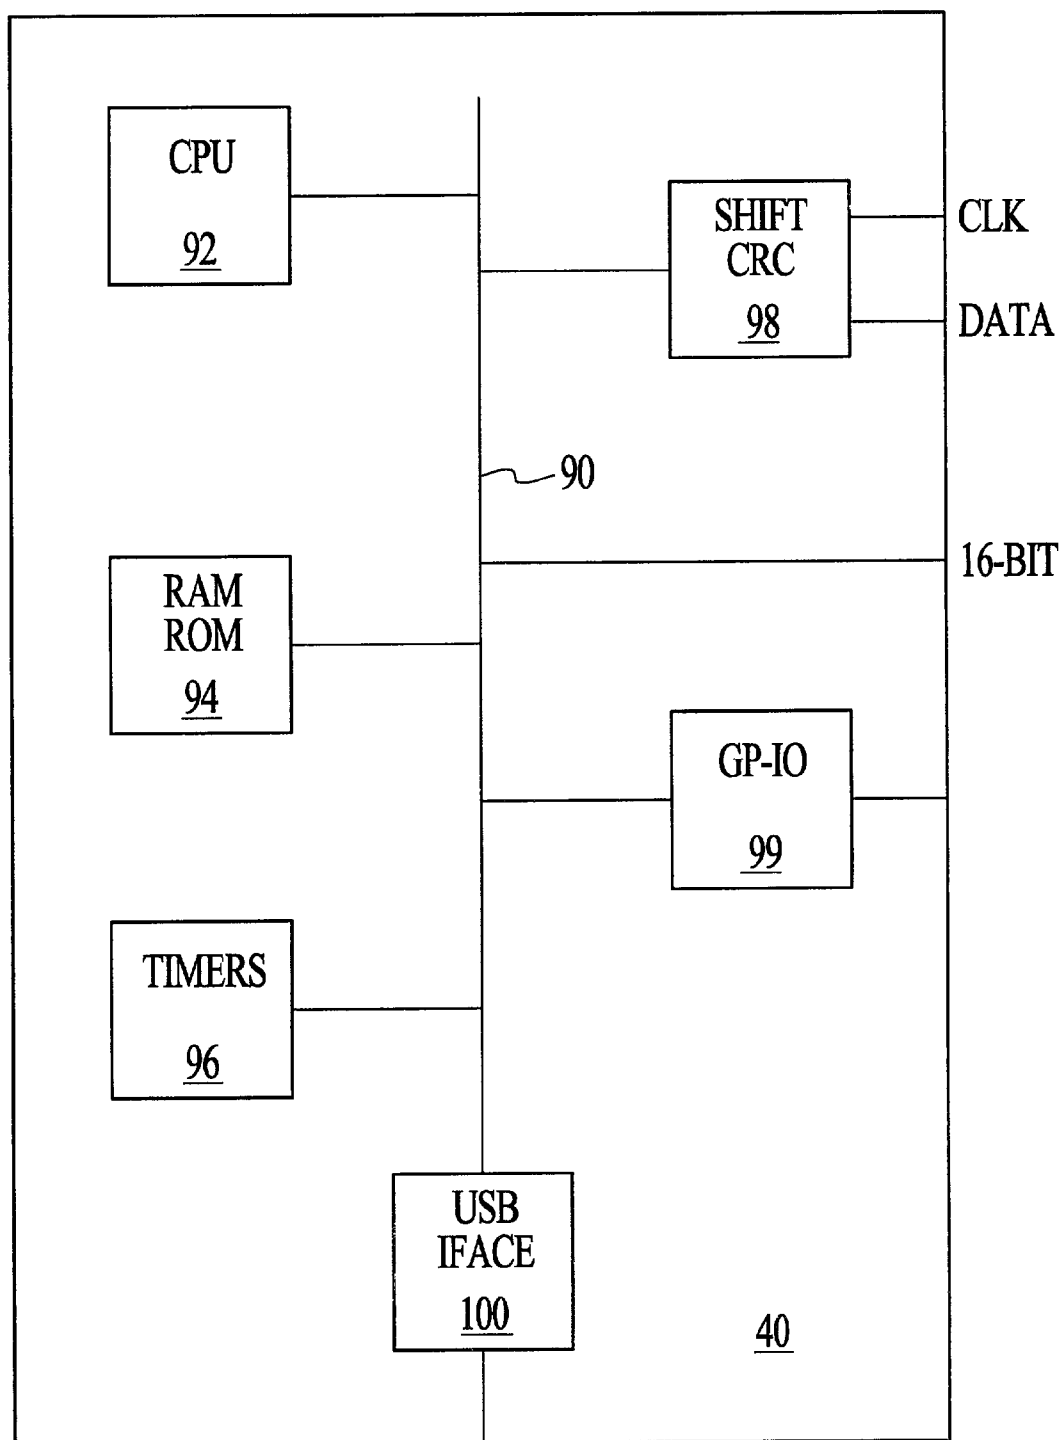 CPU
92
SHIFT
CRC
98
CLK
DATA
90
16-BIT
RAM
ROM
94
GP-IO
99
TIMERS
96
USB
IFACE
100
40